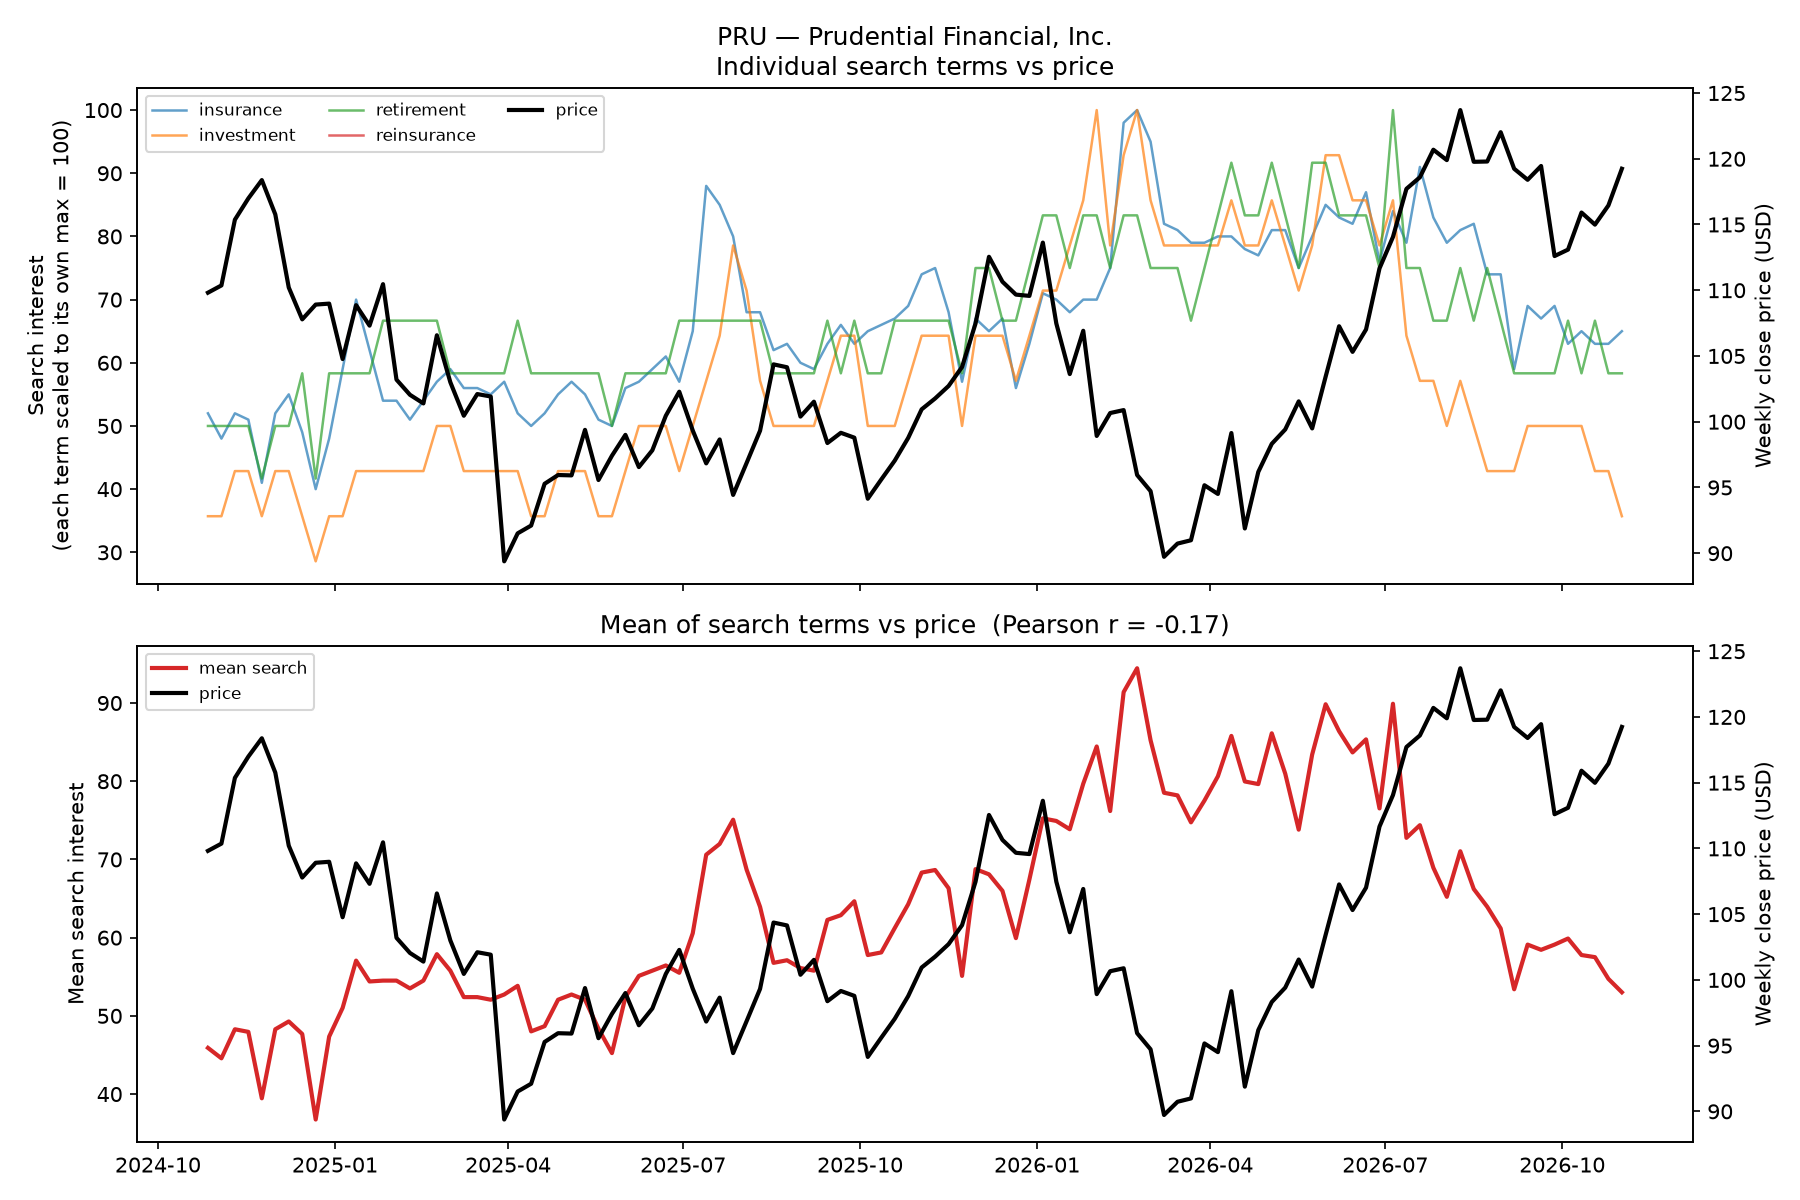 PRU — Prudential Financial, Inc.
Individual search terms vs price
insurance
investment
retirement
reinsurance
price
Search interest
(each term scaled to its own max = 100)
100
90
80
70
60
50
40
30
125
120
115
110
105
100
95
90
Weekly close price (USD)
Mean of search terms vs price (Pearson r = -0.17)
mean search
price
Mean search interest
90
80
70
60
50
40
125
120
115
110
105
100
95
90
Weekly close price (USD)
2024-10
2025-01
2025-04
2025-07
2025-10
2026-01
2026-04
2026-07
2026-10